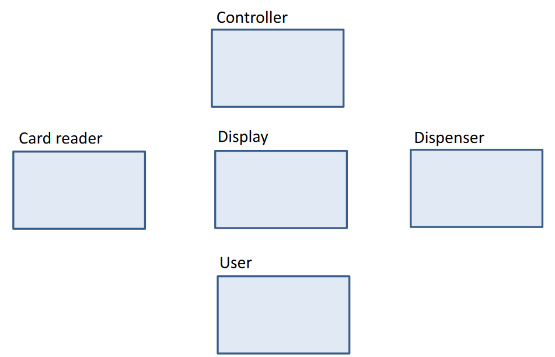 Controller
Card reader
Display
Dispenser
User